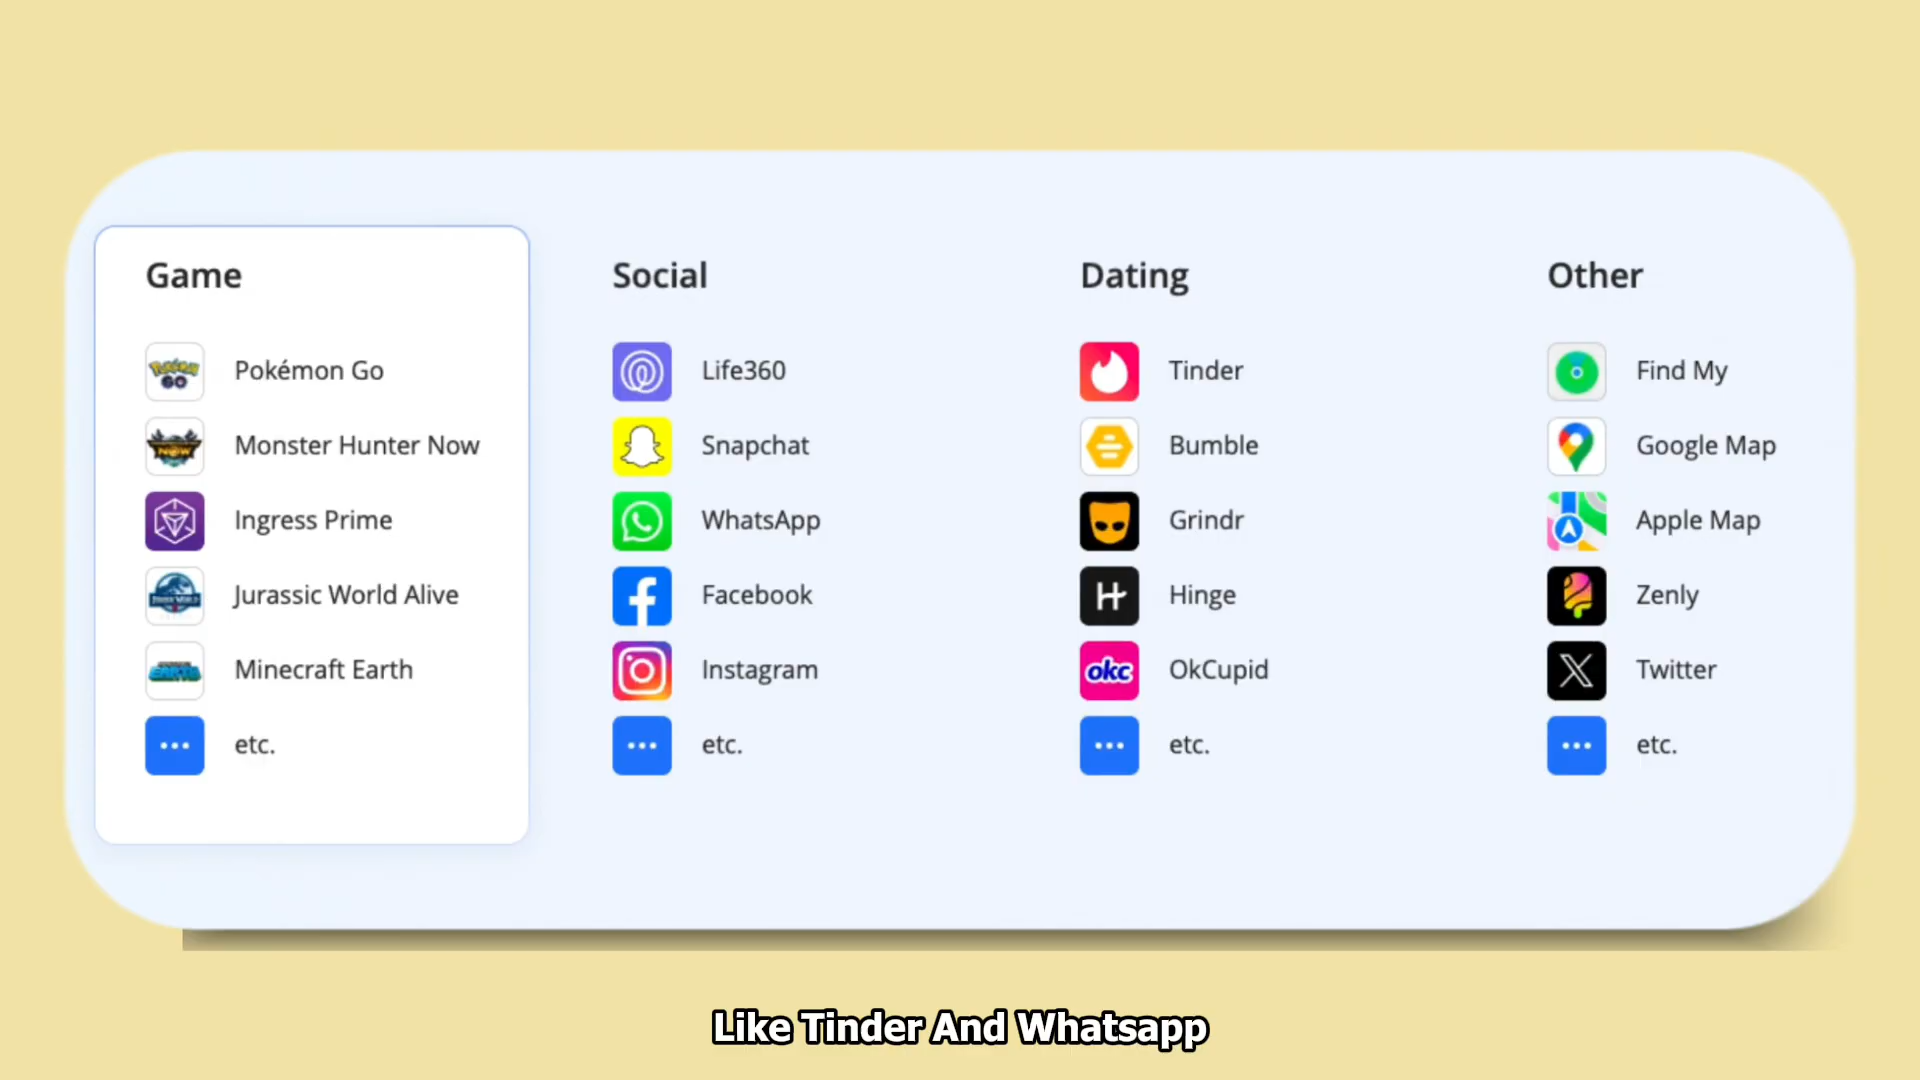 Game
Pokémon Go
Monster Hunter Now
Ingress Prime
Jurassic World Alive
Minecraft Earth
etc.
Social
Life360
Snapchat
WhatsApp
Facebook
Instagram
etc.
Dating
Tinder
Bumble
Grindr
Hinge
okc OkCupid
etc.
Other
Find My
Google Map
Apple Map
Zenly
Twitter
etc.
Like Tinder And Whatsapp